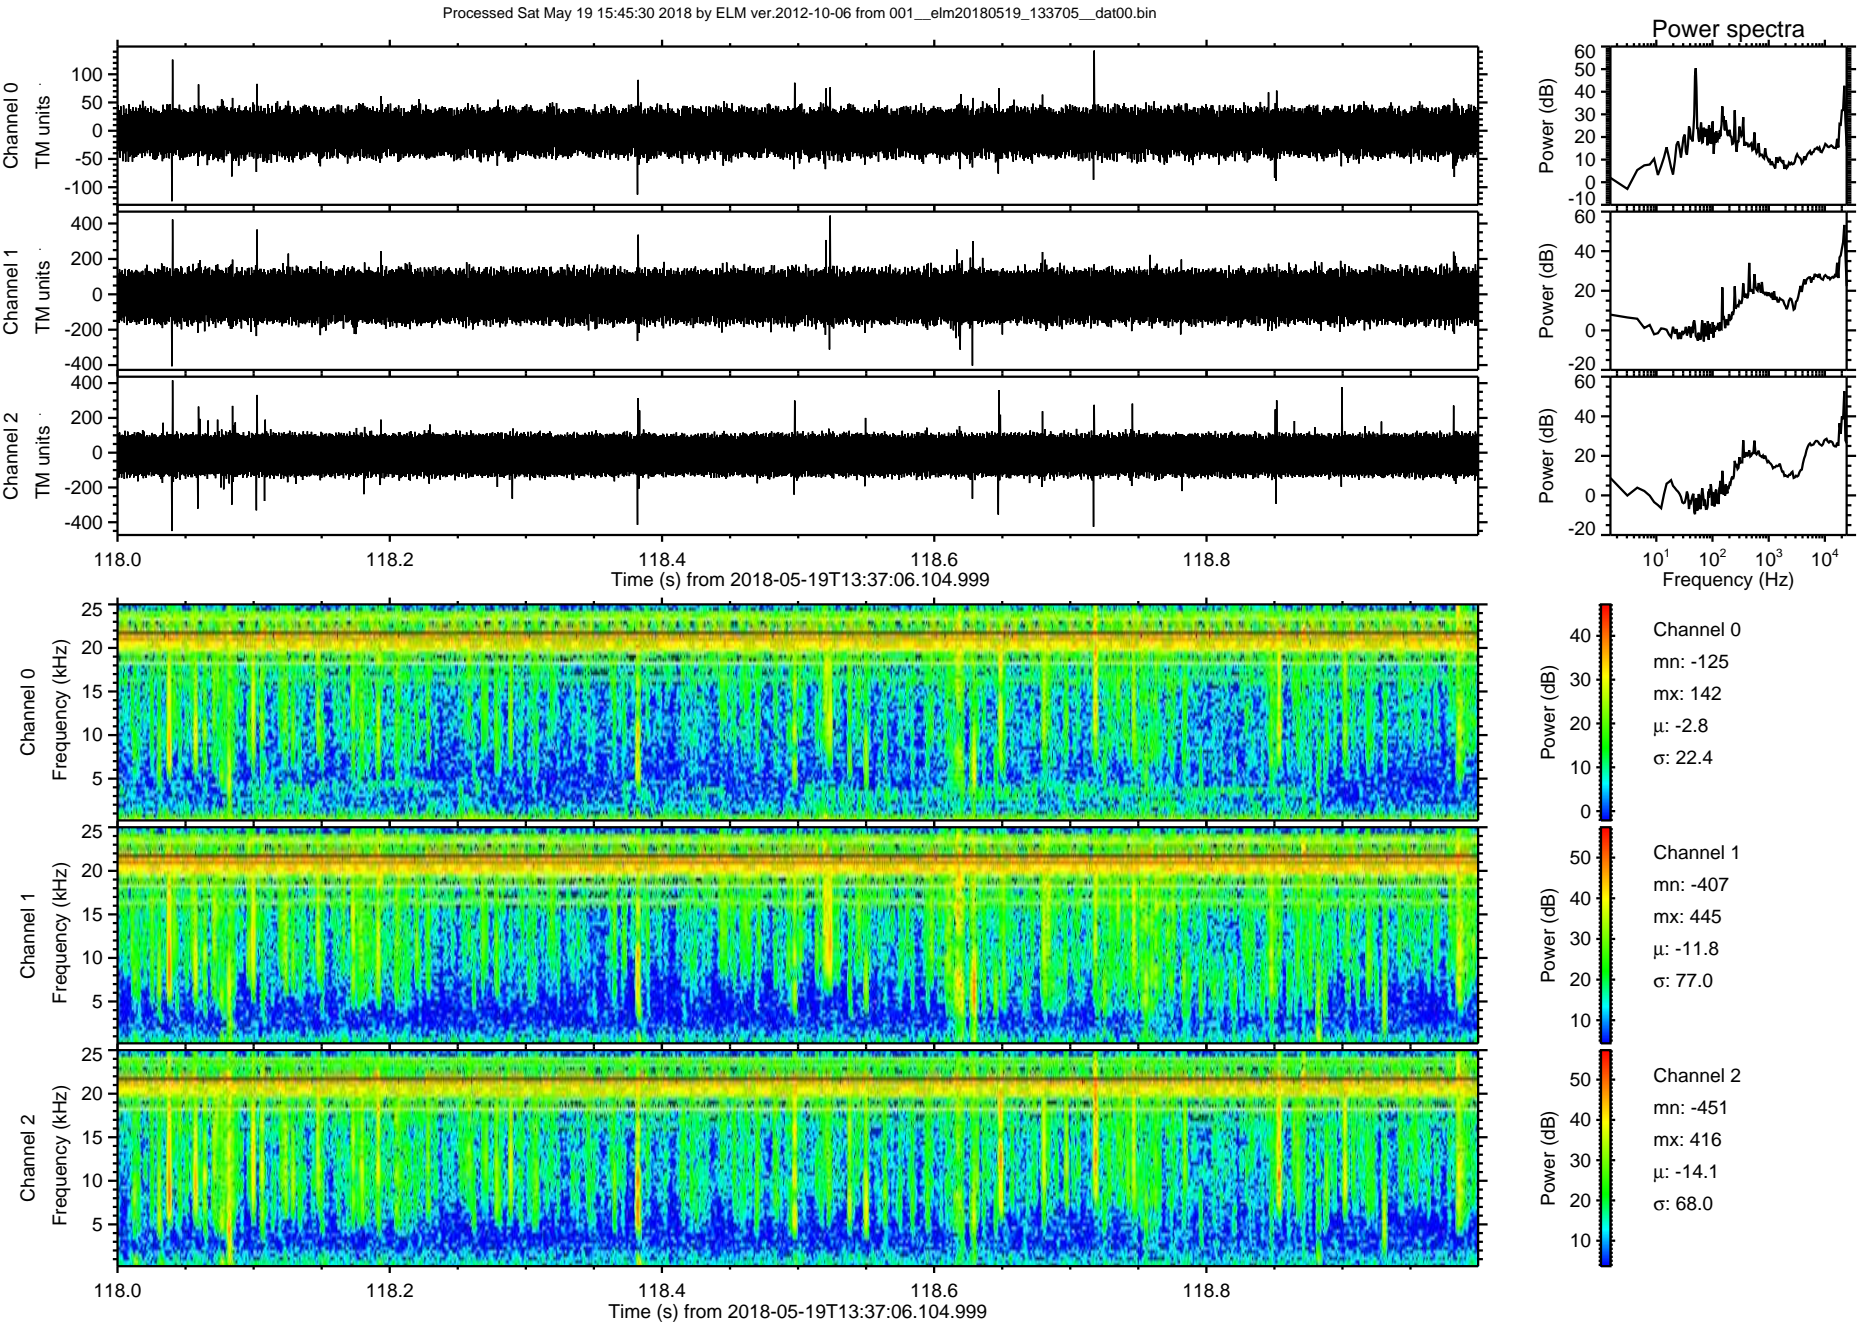 Processed Sat May 19 15:45:30 2018 by ELM ver.2012-10-06 from 001__elm20180519_133705__dat00.bin
Power spectra
Channel 0
TM units
100
50
0
-50
-100
Power (dB)
60
50
40
30
20
10
0
-10
Channel 1
TM units
400
200
0
-200
-400
Power (dB)
60
40
20
0
-20
Channel 2
TM units
400
200
0
-200
-400
Power (dB)
60
40
20
0
-20
118.0 118.2 118.4 118.6 118.8
Time (s) from 2018-05-19T13:37:06.104.999
10¹ 10² 10³ 10⁴
Frequency (Hz)
Channel 0
Frequency (kHz)
25
20
15
10
5
Power (dB)
40
30
20
10
0
Channel 0
mn: -125
mx: 142
μ: -2.8
σ: 22.4
Channel 1
Frequency (kHz)
25
20
15
10
5
Power (dB)
50
40
30
20
10
Channel 1
mn: -407
mx: 445
μ: -11.8
σ: 77.0
Channel 2
Frequency (kHz)
25
20
15
10
5
Power (dB)
50
40
30
20
10
Channel 2
mn: -451
mx: 416
μ: -14.1
σ: 68.0
118.0 118.2 118.4 118.6 118.8
Time (s) from 2018-05-19T13:37:06.104.999